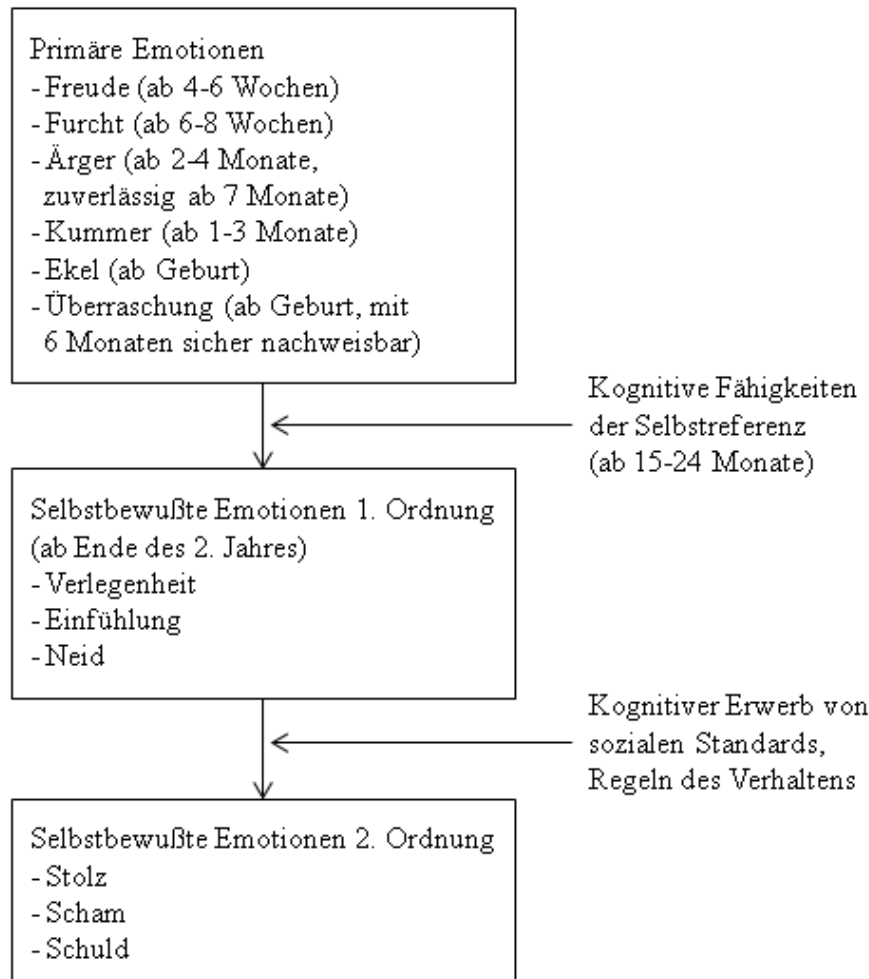 Primäre Emotionen
- Freude (ab 4-6 Wochen)
- Furcht (ab 6-8 Wochen)
- Ärger (ab 2-4 Monate,
zuverlässig ab 7 Monate)
- Kummer (ab 1-3 Monate)
- Ekel (ab Geburt)
- Überraschung (ab Geburt, mit
6 Monaten sicher nachweisbar)
Kognitive Fähigkeiten
der Selbstreferenz
(ab 15-24 Monate)
Selbstbewußte Emotionen 1. Ordnung
(ab Ende des 2. Jahres)
- Verlegenheit
- Einfühlung
- Neid
Kognitiver Erwerb von
sozialen Standards,
Regeln des Verhaltens
Selbstbewußte Emotionen 2. Ordnung
- Stolz
- Scham
- Schuld